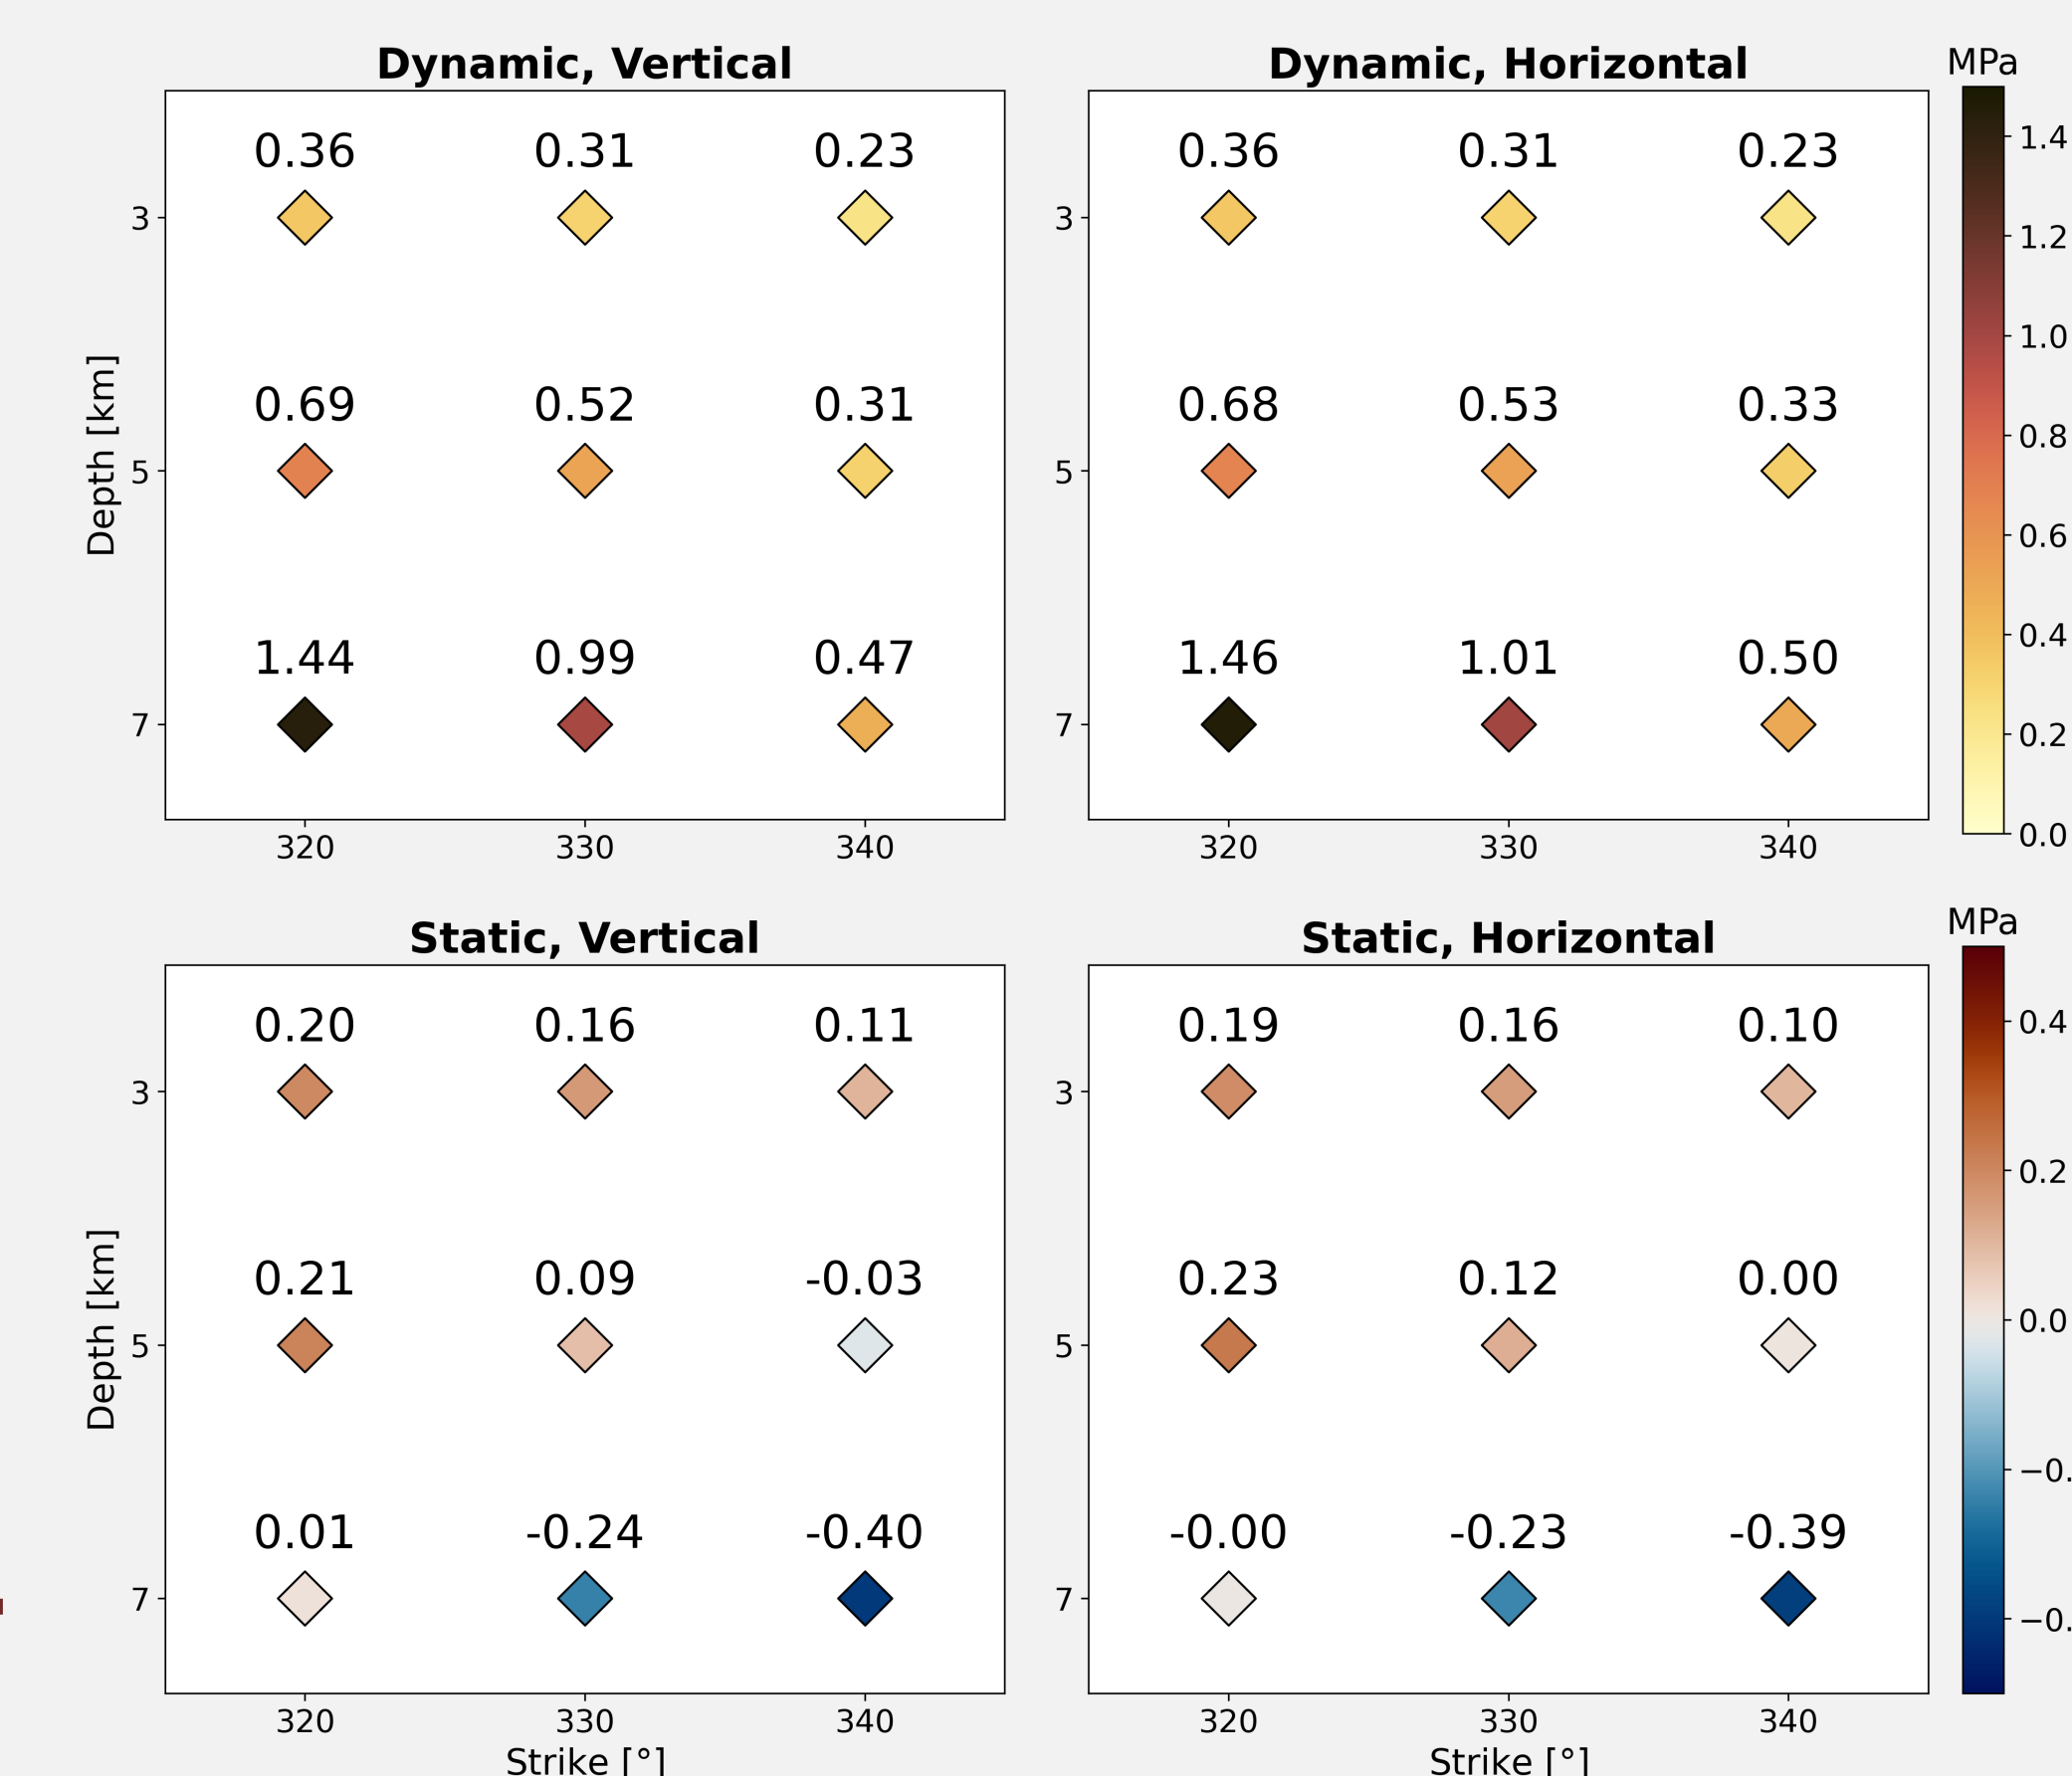 Dynamic, Vertical
0.36 0.31 0.23
3
0.69 0.52 0.31
5
1.44 0.99 0.47
7
Depth [km]
320 330 340
Dynamic, Horizontal
0.36 0.31 0.23
3
0.68 0.53 0.33
5
1.46 1.01 0.50
7
320 330 340
MPa
1.4
1.2
1.0
0.8
0.6
0.4
0.2
0.0
Static, Vertical
0.20 0.16 0.11
3
0.21 0.09 -0.03
5
0.01 -0.24 -0.40
7
Depth [km]
320 330 340
Strike [°]
Static, Horizontal
0.19 0.16 0.10
3
0.23 0.12 0.00
5
-0.00 -0.23 -0.39
7
320 330 340
Strike [°]
MPa
0.4
0.2
0.0
−0.
−0.